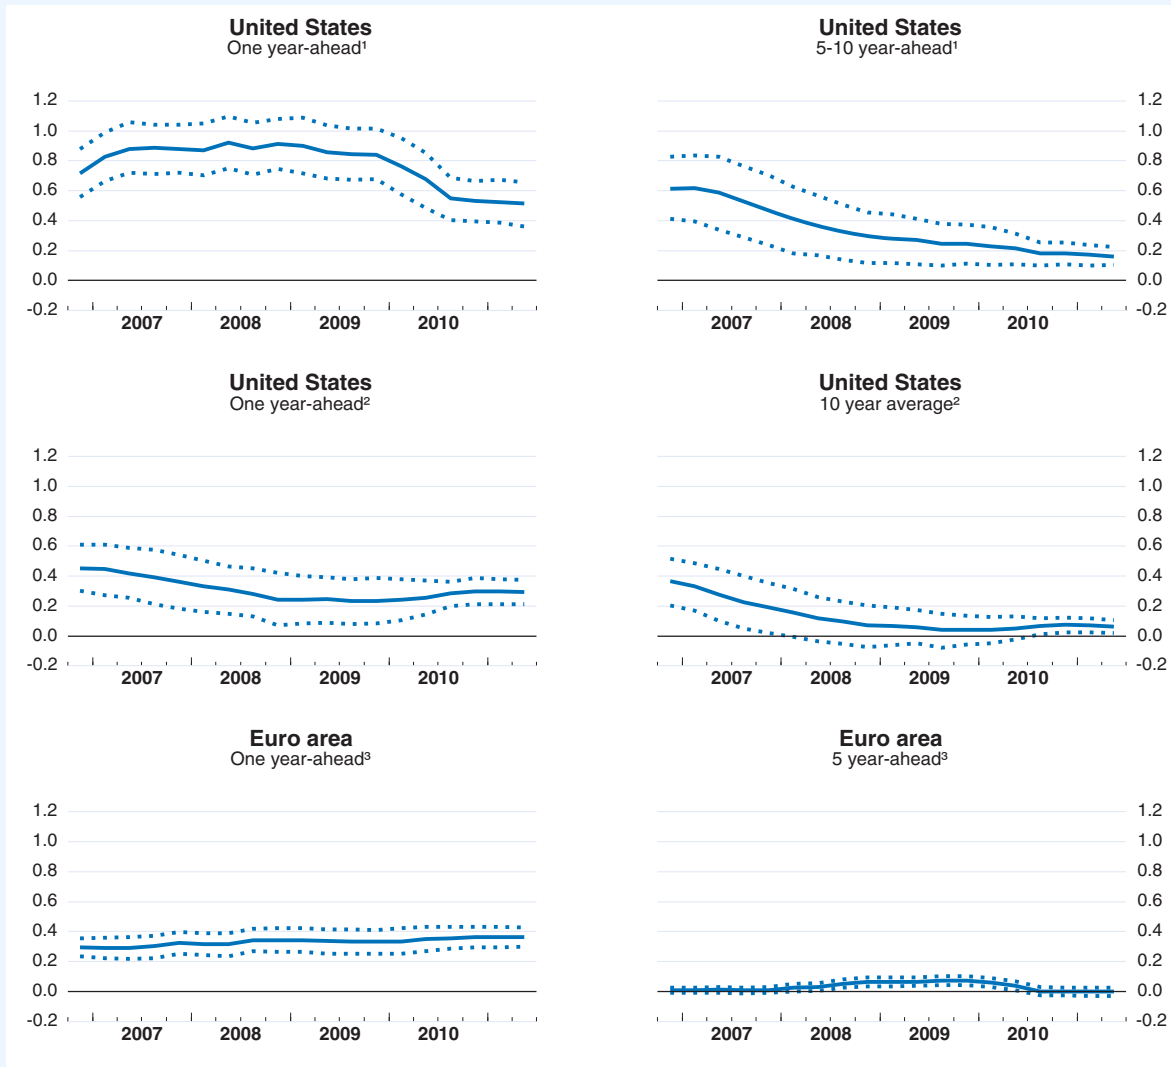 United States
One year-ahead¹
1.2
1.0
0.8
0.6
0.4
0.2
0.0
-0.2
2007 2008 2009 2010
United States
5-10 year-ahead¹
1.2
1.0
0.8
0.6
0.4
0.2
0.0
-0.2
2007 2008 2009 2010
United States
One year-ahead²
1.2
1.0
0.8
0.6
0.4
0.2
0.0
-0.2
2007 2008 2009 2010
United States
10 year average²
1.2
1.0
0.8
0.6
0.4
0.2
0.0
-0.2
2007 2008 2009 2010
Euro area
One year-ahead³
1.2
1.0
0.8
0.6
0.4
0.2
0.0
-0.2
2007 2008 2009 2010
Euro area
5 year-ahead³
1.2
1.0
0.8
0.6
0.4
0.2
0.0
-0.2
2007 2008 2009 2010